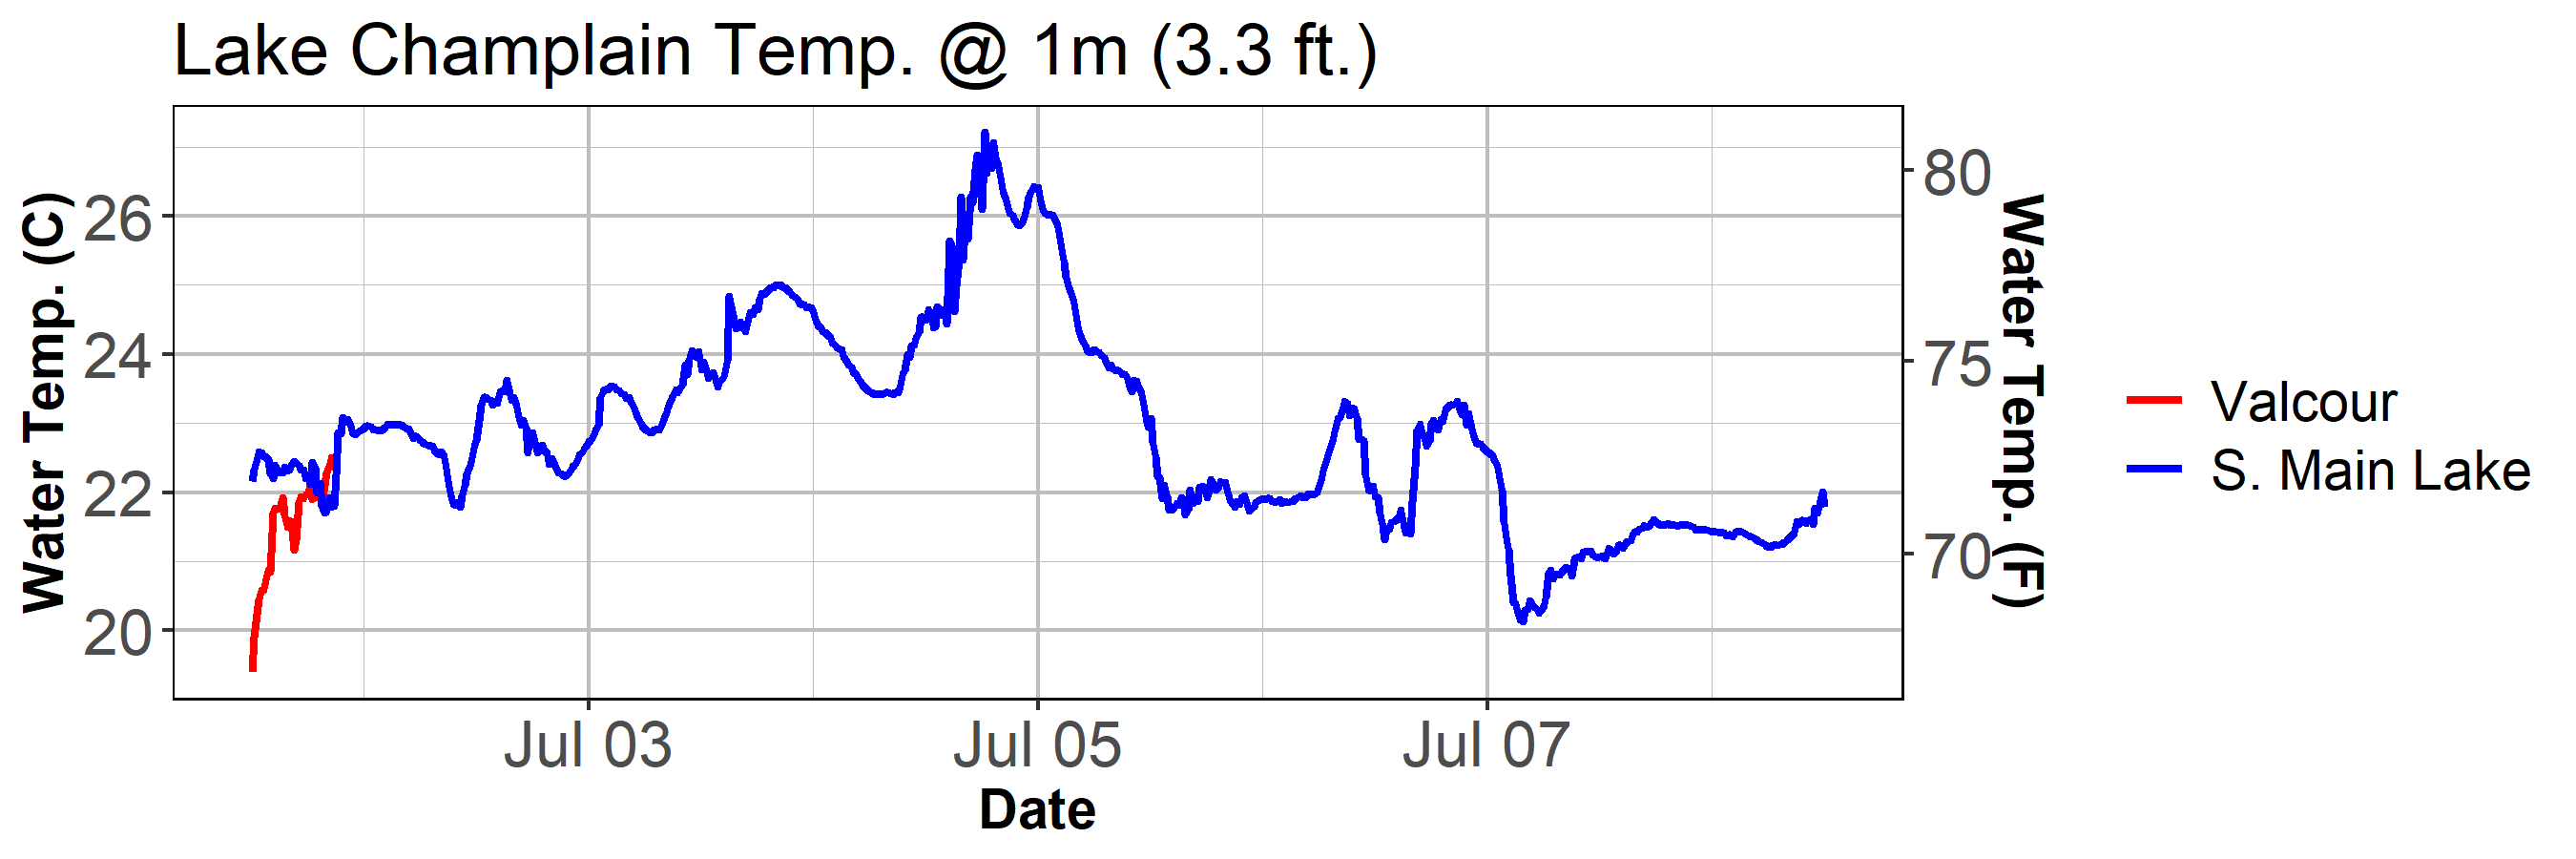 Lake Champlain Temp. @ 1m (3.3 ft.)
Water Temp. (C)
26
24
22
20
80
75
70
Water Temp. (F)
Jul 03
Jul 05
Jul 07
Date
Valcour
S. Main Lake